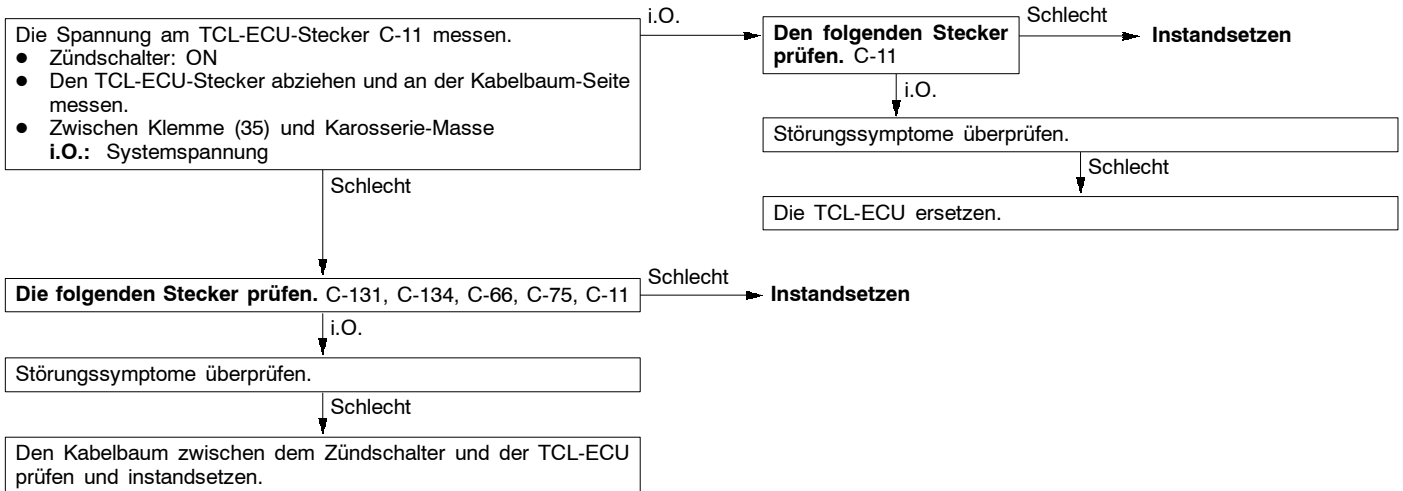 Die Spannung am TCL-ECU-Stecker C-11 messen.
● Zündschalter: ON
● Den TCL-ECU-Stecker abziehen und an der Kabelbaum-Seite
messen.
● Zwischen Klemme (35) und Karosserie-Masse
i.O.: Systemspannung
i.O.
Den folgenden Stecker
prüfen. C-11
Schlecht
Instandsetzen
i.O.
Störungssymptome überprüfen.
Schlecht
Die TCL-ECU ersetzen.
Schlecht
Die folgenden Stecker prüfen. C-131, C-134, C-66, C-75, C-11
Schlecht
Instandsetzen
i.O.
Störungssymptome überprüfen.
Schlecht
Den Kabelbaum zwischen dem Zündschalter und der TCL-ECU
prüfen und instandsetzen.